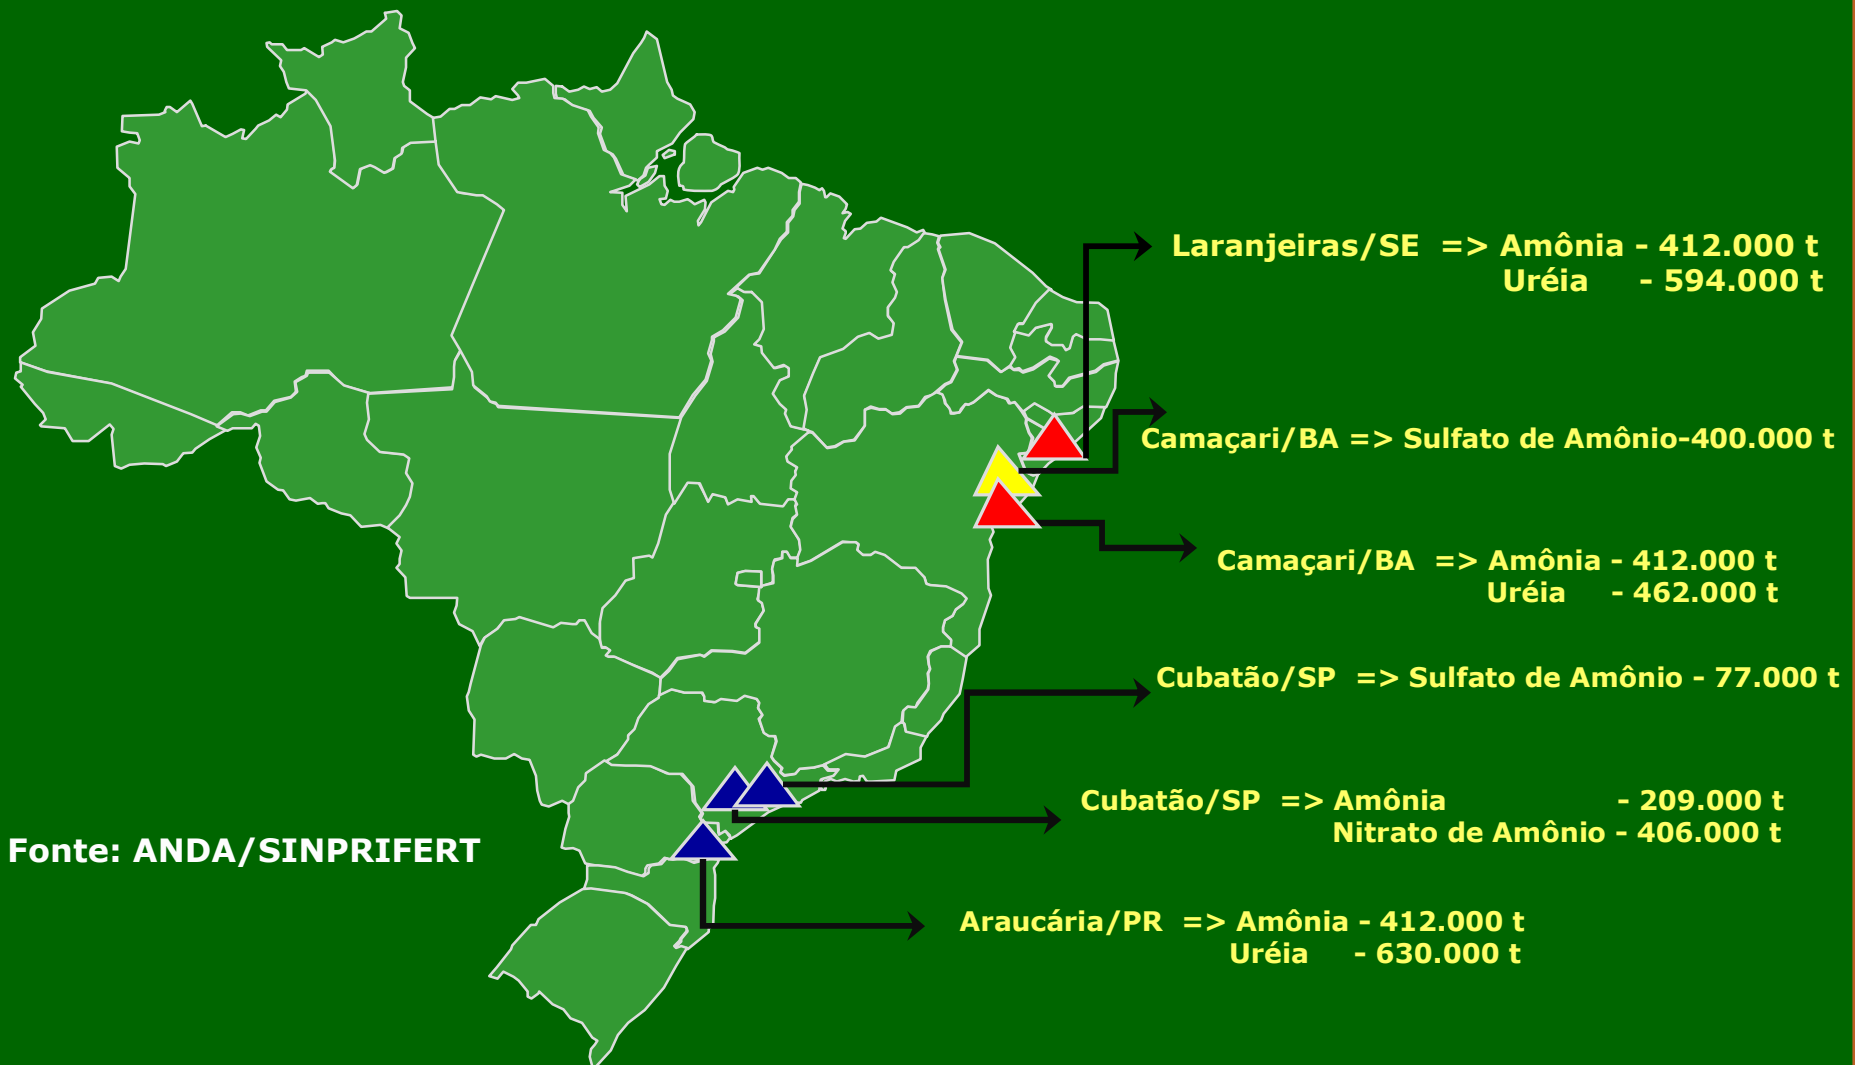 Laranjeiras/SE => Amônia - 412.000 t
Uréia - 594.000 t
Camaçari/BA => Sulfato de Amônio-400.000 t
Camaçari/BA => Amônia - 412.000 t
Uréia - 462.000 t
Cubatão/SP => Sulfato de Amônio - 77.000 t
Cubatão/SP => Amônia - 209.000 t
Nitrato de Amônio - 406.000 t
Fonte: ANDA/SINPRIFERT
Araucária/PR => Amônia - 412.000 t
Uréia - 630.000 t